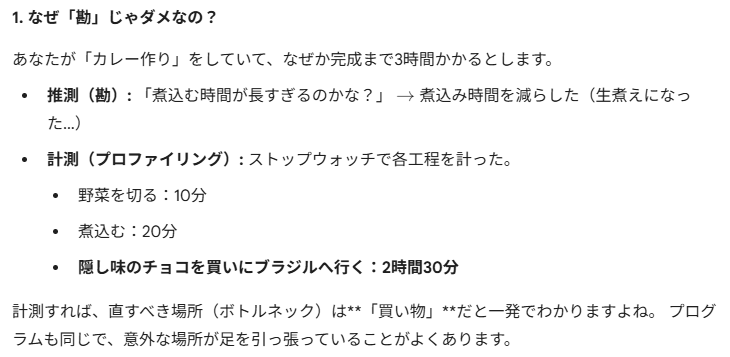 1. なぜ「勘」じゃダメなの？
あなたが「カレー作り」をしていて、なぜか完成まで3時間かかるとします。
• 推測（勘）: 「煮込む時間が長すぎるのかな？」 → 煮込み時間を減らした（生煮えになっ
た...）
• 計測（プロファイリング）: ストップウォッチで各工程を計った。
• 野菜を切る：10分
• 煮込む：20分
• 隠し味のチョコを買いにブラジルへ行く：2時間30分
計測すれば、直すべき場所（ボトルネック）は**「買い物」**だと一発でわかりますよね。 プログ
ラムも同じで、意外な場所が足を引っ張っていることがよくあります。